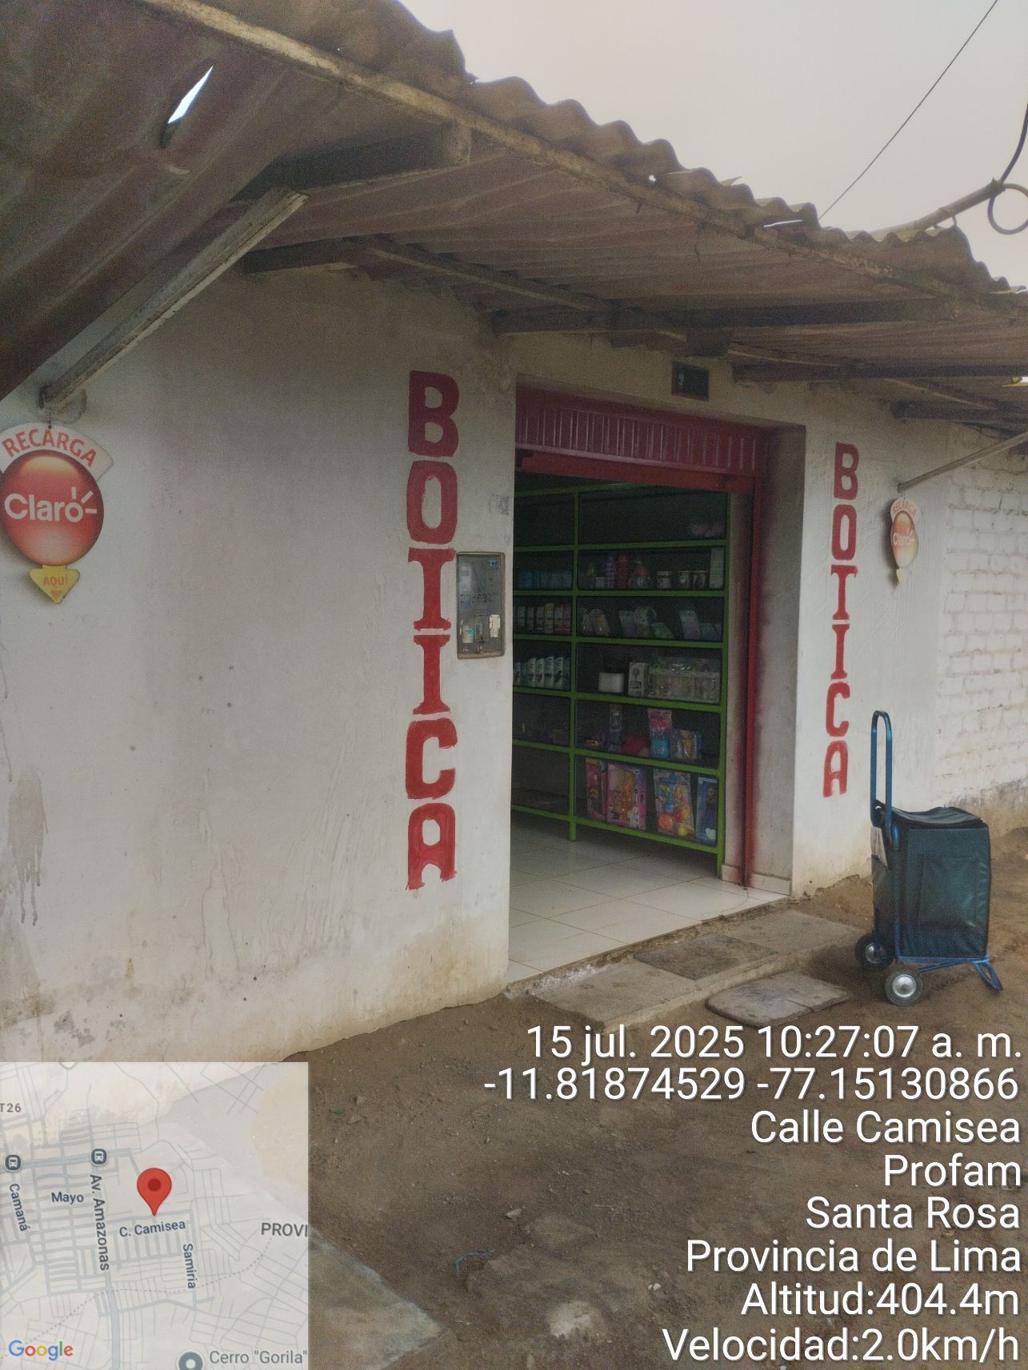 RECARGA
Claro
AQUÍ
BOTICA
BOTICA
RECARGA
Claro
15 jul. 2025 10:27:07 a. m.
-11.81874529 -77.15130866
Calle Camisea
Profam
Santa Rosa
Provincia de Lima
Altitud:404.4m
Velocidad:2.0km/h
T26
Camaná
Mayo
Av. Amazonas
C. Camisea
Samiria
PROVI
Google
Cerro "Gorila"